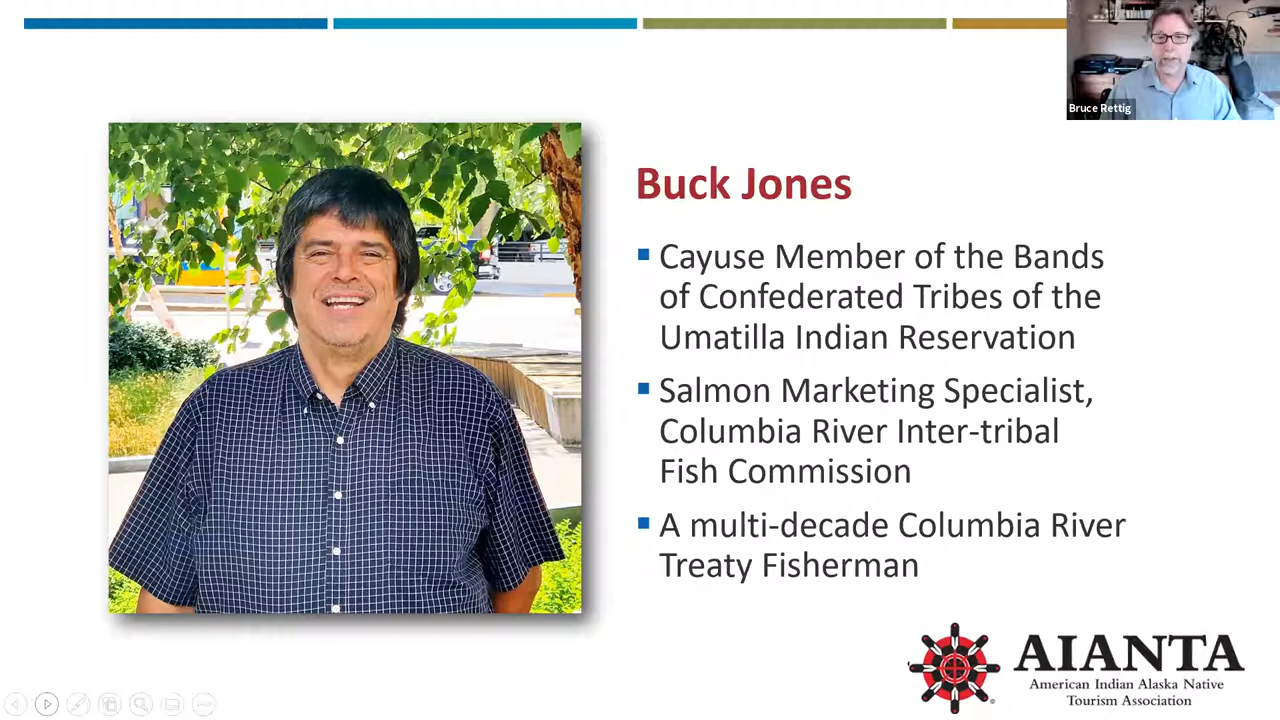 Bruce Rettig
Buck Jones
Cayuse Member of the Bands
of Confederated Tribes of the
Umatilla Indian Reservation
Salmon Marketing Specialist,
Columbia River Inter-tribal
Fish Commission
A multi-decade Columbia River
Treaty Fisherman
AIANTA
American Indian Alaska Native
Tourism Association